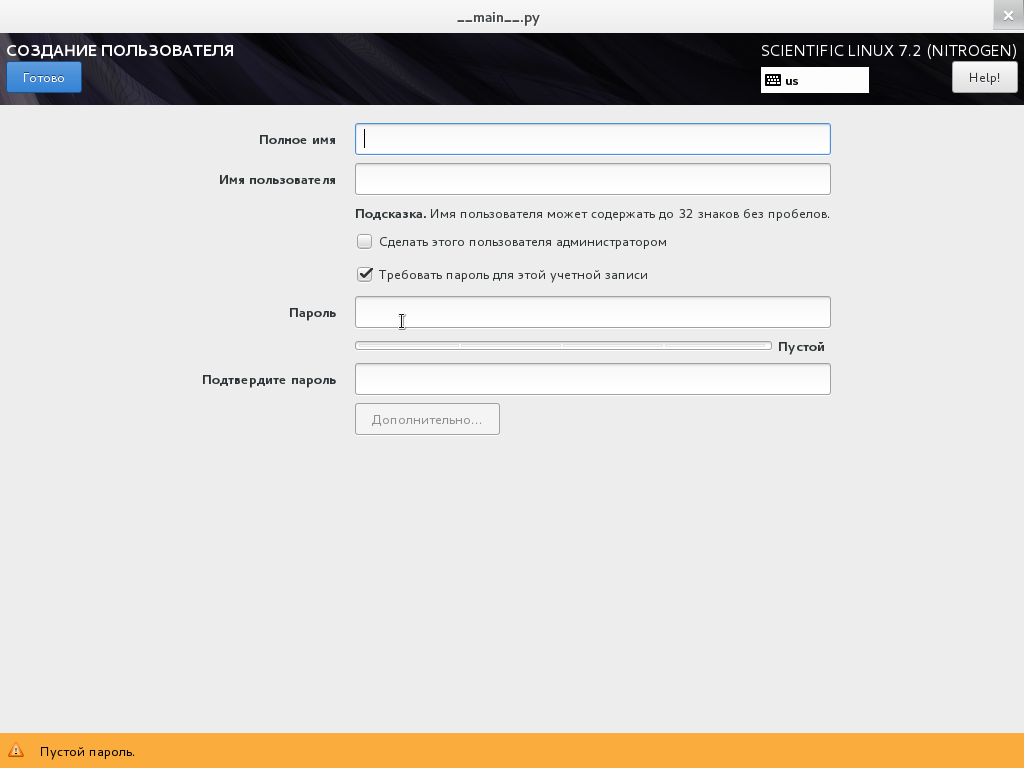 __main__.py
СОЗДАНИЕ ПОЛЬЗОВАТЕЛЯ
SCIENTIFIC LINUX 7.2 (NITROGEN)
Готово
us
Help!
Полное имя
Имя пользователя
Подсказка. Имя пользователя может содержать до 32 знаков без пробелов.
Сделать этого пользователя администратором
Требовать пароль для этой учетной записи
Пароль
Пустой
Подтвердите пароль
Дополнительно...
Пустой пароль.